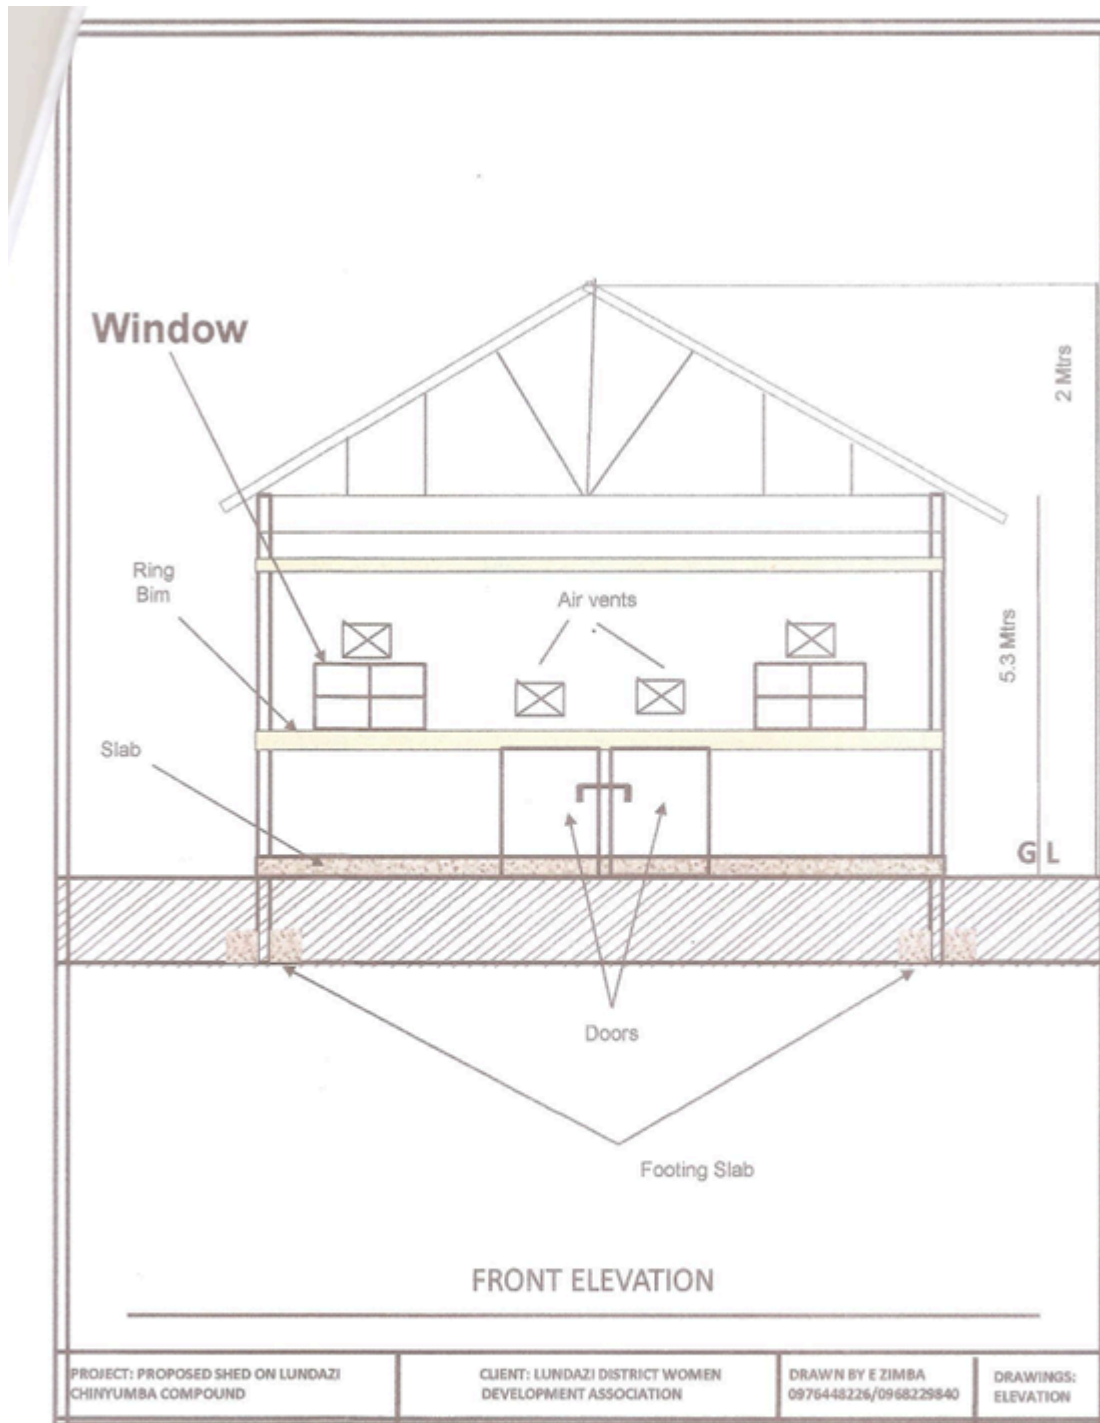 Window
2 Mtrs
Ring
Bim
Air vents
5.3 Mtrs
Slab
G L
Doors
Footing Slab
FRONT ELEVATION
PROJECT: PROPOSED SHED ON LUNDAZI
CHINYUMBA COMPOUND
CLIENT: LUNDAZI DISTRICT WOMEN
DEVELOPMENT ASSOCIATION
DRAWN BY E ZIMBA
0976448226/0968229840
DRAWINGS:
ELEVATION